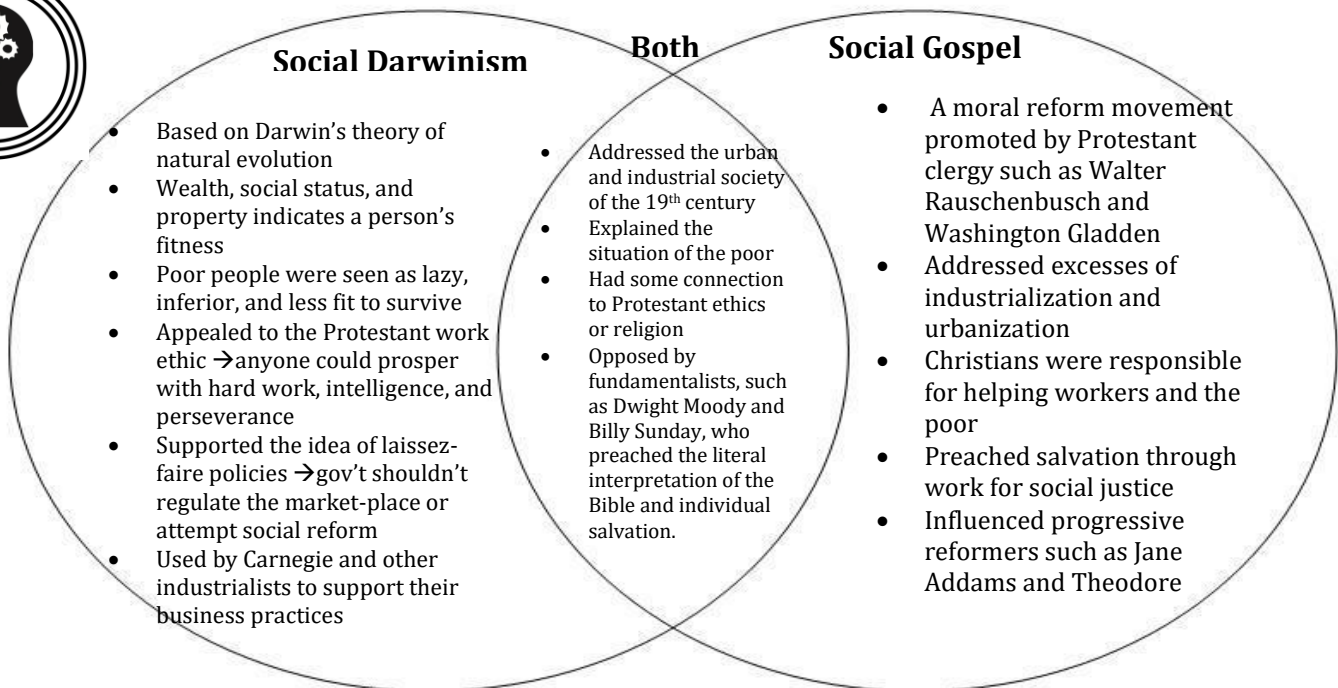 Social Darwinism
• Based on Darwin’s theory of
natural evolution
• Wealth, social status, and
property indicates a person’s
fitness
• Poor people were seen as lazy,
inferior, and less fit to survive
• Appealed to the Protestant work
ethic →anyone could prosper
with hard work, intelligence, and
perseverance
• Supported the idea of laissez-
faire policies →gov’t shouldn’t
regulate the market-place or
attempt social reform
• Used by Carnegie and other
industrialists to support their
business practices
Both
• Addressed the urban
and industrial society
of the 19th century
• Explained the
situation of the poor
• Had some connection
to Protestant ethics
or religion
• Opposed by
fundamentalists, such
as Dwight Moody and
Billy Sunday, who
preached the literal
interpretation of the
Bible and individual
salvation.
Social Gospel
• A moral reform movement
promoted by Protestant
clergy such as Walter
Rauschenbusch and
Washington Gladden
• Addressed excesses of
industrialization and
urbanization
• Christians were responsible
for helping workers and the
poor
• Preached salvation through
work for social justice
• Influenced progressive
reformers such as Jane
Addams and Theodore